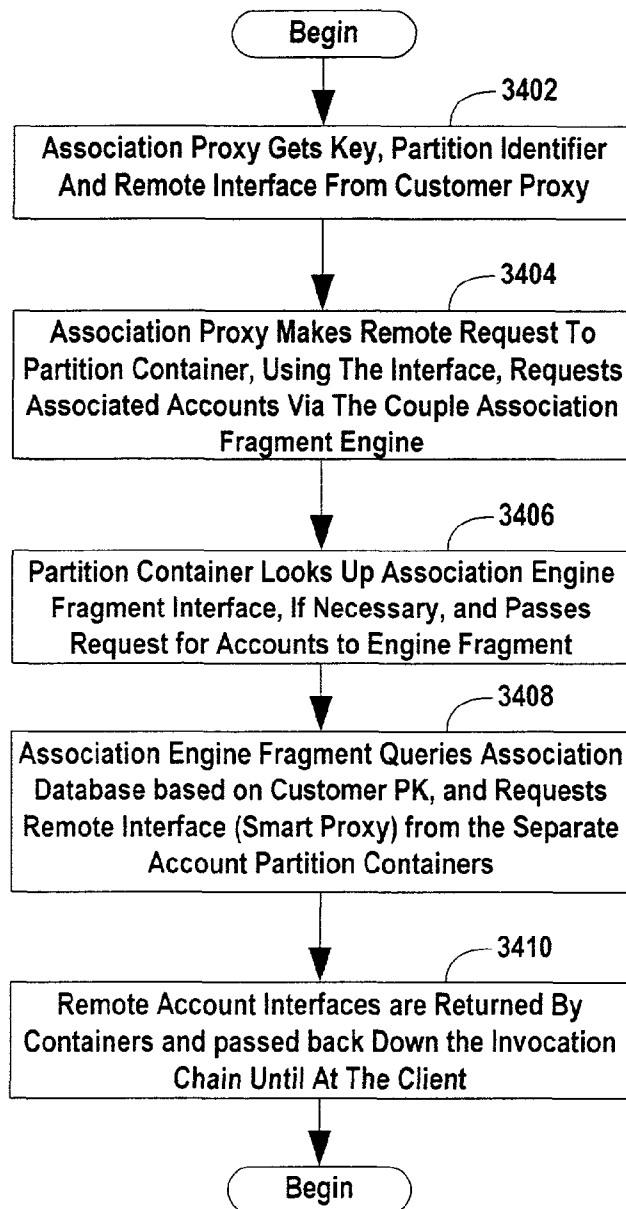 Begin
3402
Association Proxy Gets Key, Partition Identifier
And Remote Interface From Customer Proxy
3404
Association Proxy Makes Remote Request To
Partition Container, Using The Interface, Requests
Associated Accounts Via The Couple Association
Fragment Engine
3406
Partition Container Looks Up Association Engine
Fragment Interface, If Necessary, and Passes
Request for Accounts to Engine Fragment
3408
Association Engine Fragment Queries Association
Database based on Customer PK, and Requests
Remote Interface (Smart Proxy) from the Separate
Account Partition Containers
3410
Remote Account Interfaces are Returned By
Containers and passed back Down the Invocation
Chain Until At The Client
Begin